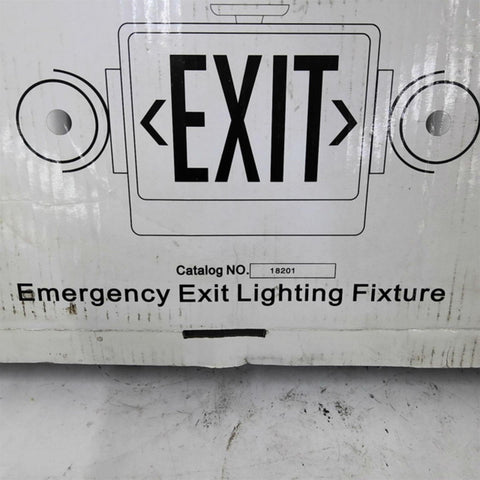 <EXIT>
Catalog NO. 18201
Emergency Exit Lighting Fixture